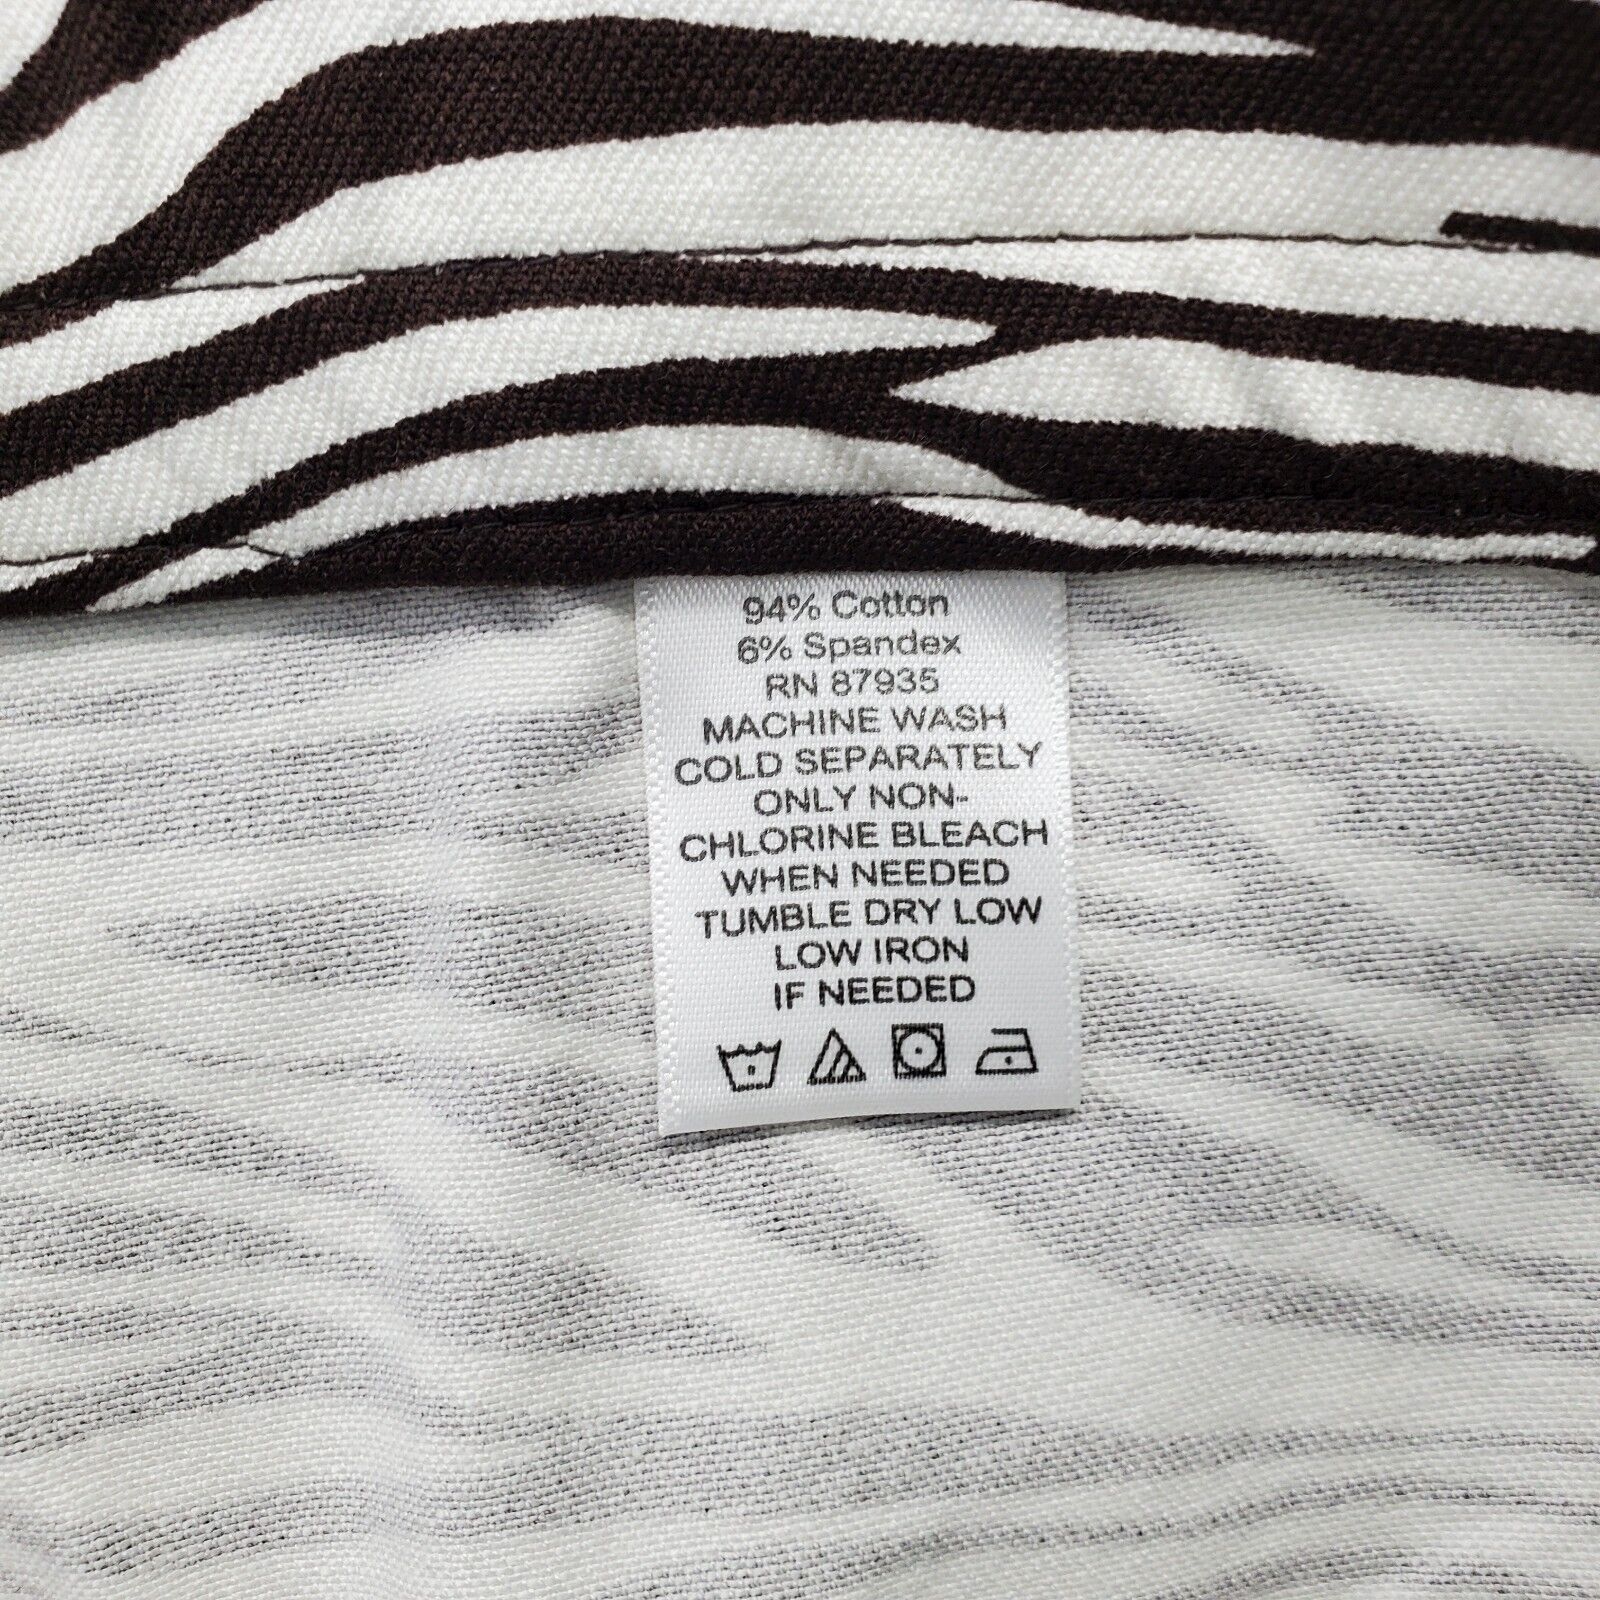 94% Cotton
6% Spandex
RN 87935
MACHINE WASH
COLD SEPARATELY
ONLY NON-
CHLORINE BLEACH
WHEN NEEDED
TUMBLE DRY LOW
LOW IRON
IF NEEDED